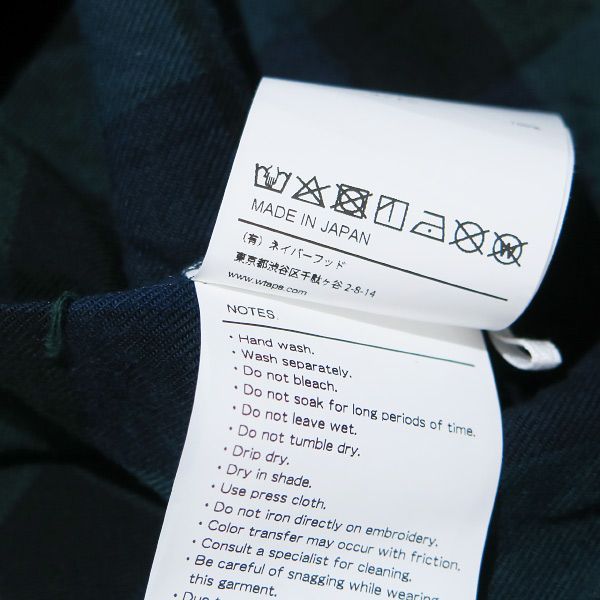 MADE IN JAPAN
(有) ネイバーフッド
東京都渋谷区千駄ヶ谷 2-8-14
www.wtaps.com
NOTES
・Hand wash.
・Wash separately.
・Do not bleach.
・Do not soak for long periods of time.
・Do not leave wet.
・Do not tumble dry.
・Drip dry.
・Dry in shade.
・Use press cloth.
・Do not iron directly on embroidery.
・Color transfer may occur with friction.
・Consult a specialist for cleaning.
・Be careful of snagging while wearing
this garment.